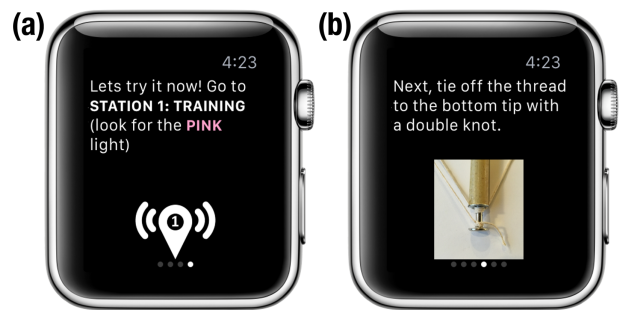 (a)
4:23
Lets try it now! Go to
STATION 1: TRAINING
(look for the PINK
light)
1
(b)
4:23
Next, tie off the thread
to the bottom tip with
a double knot.